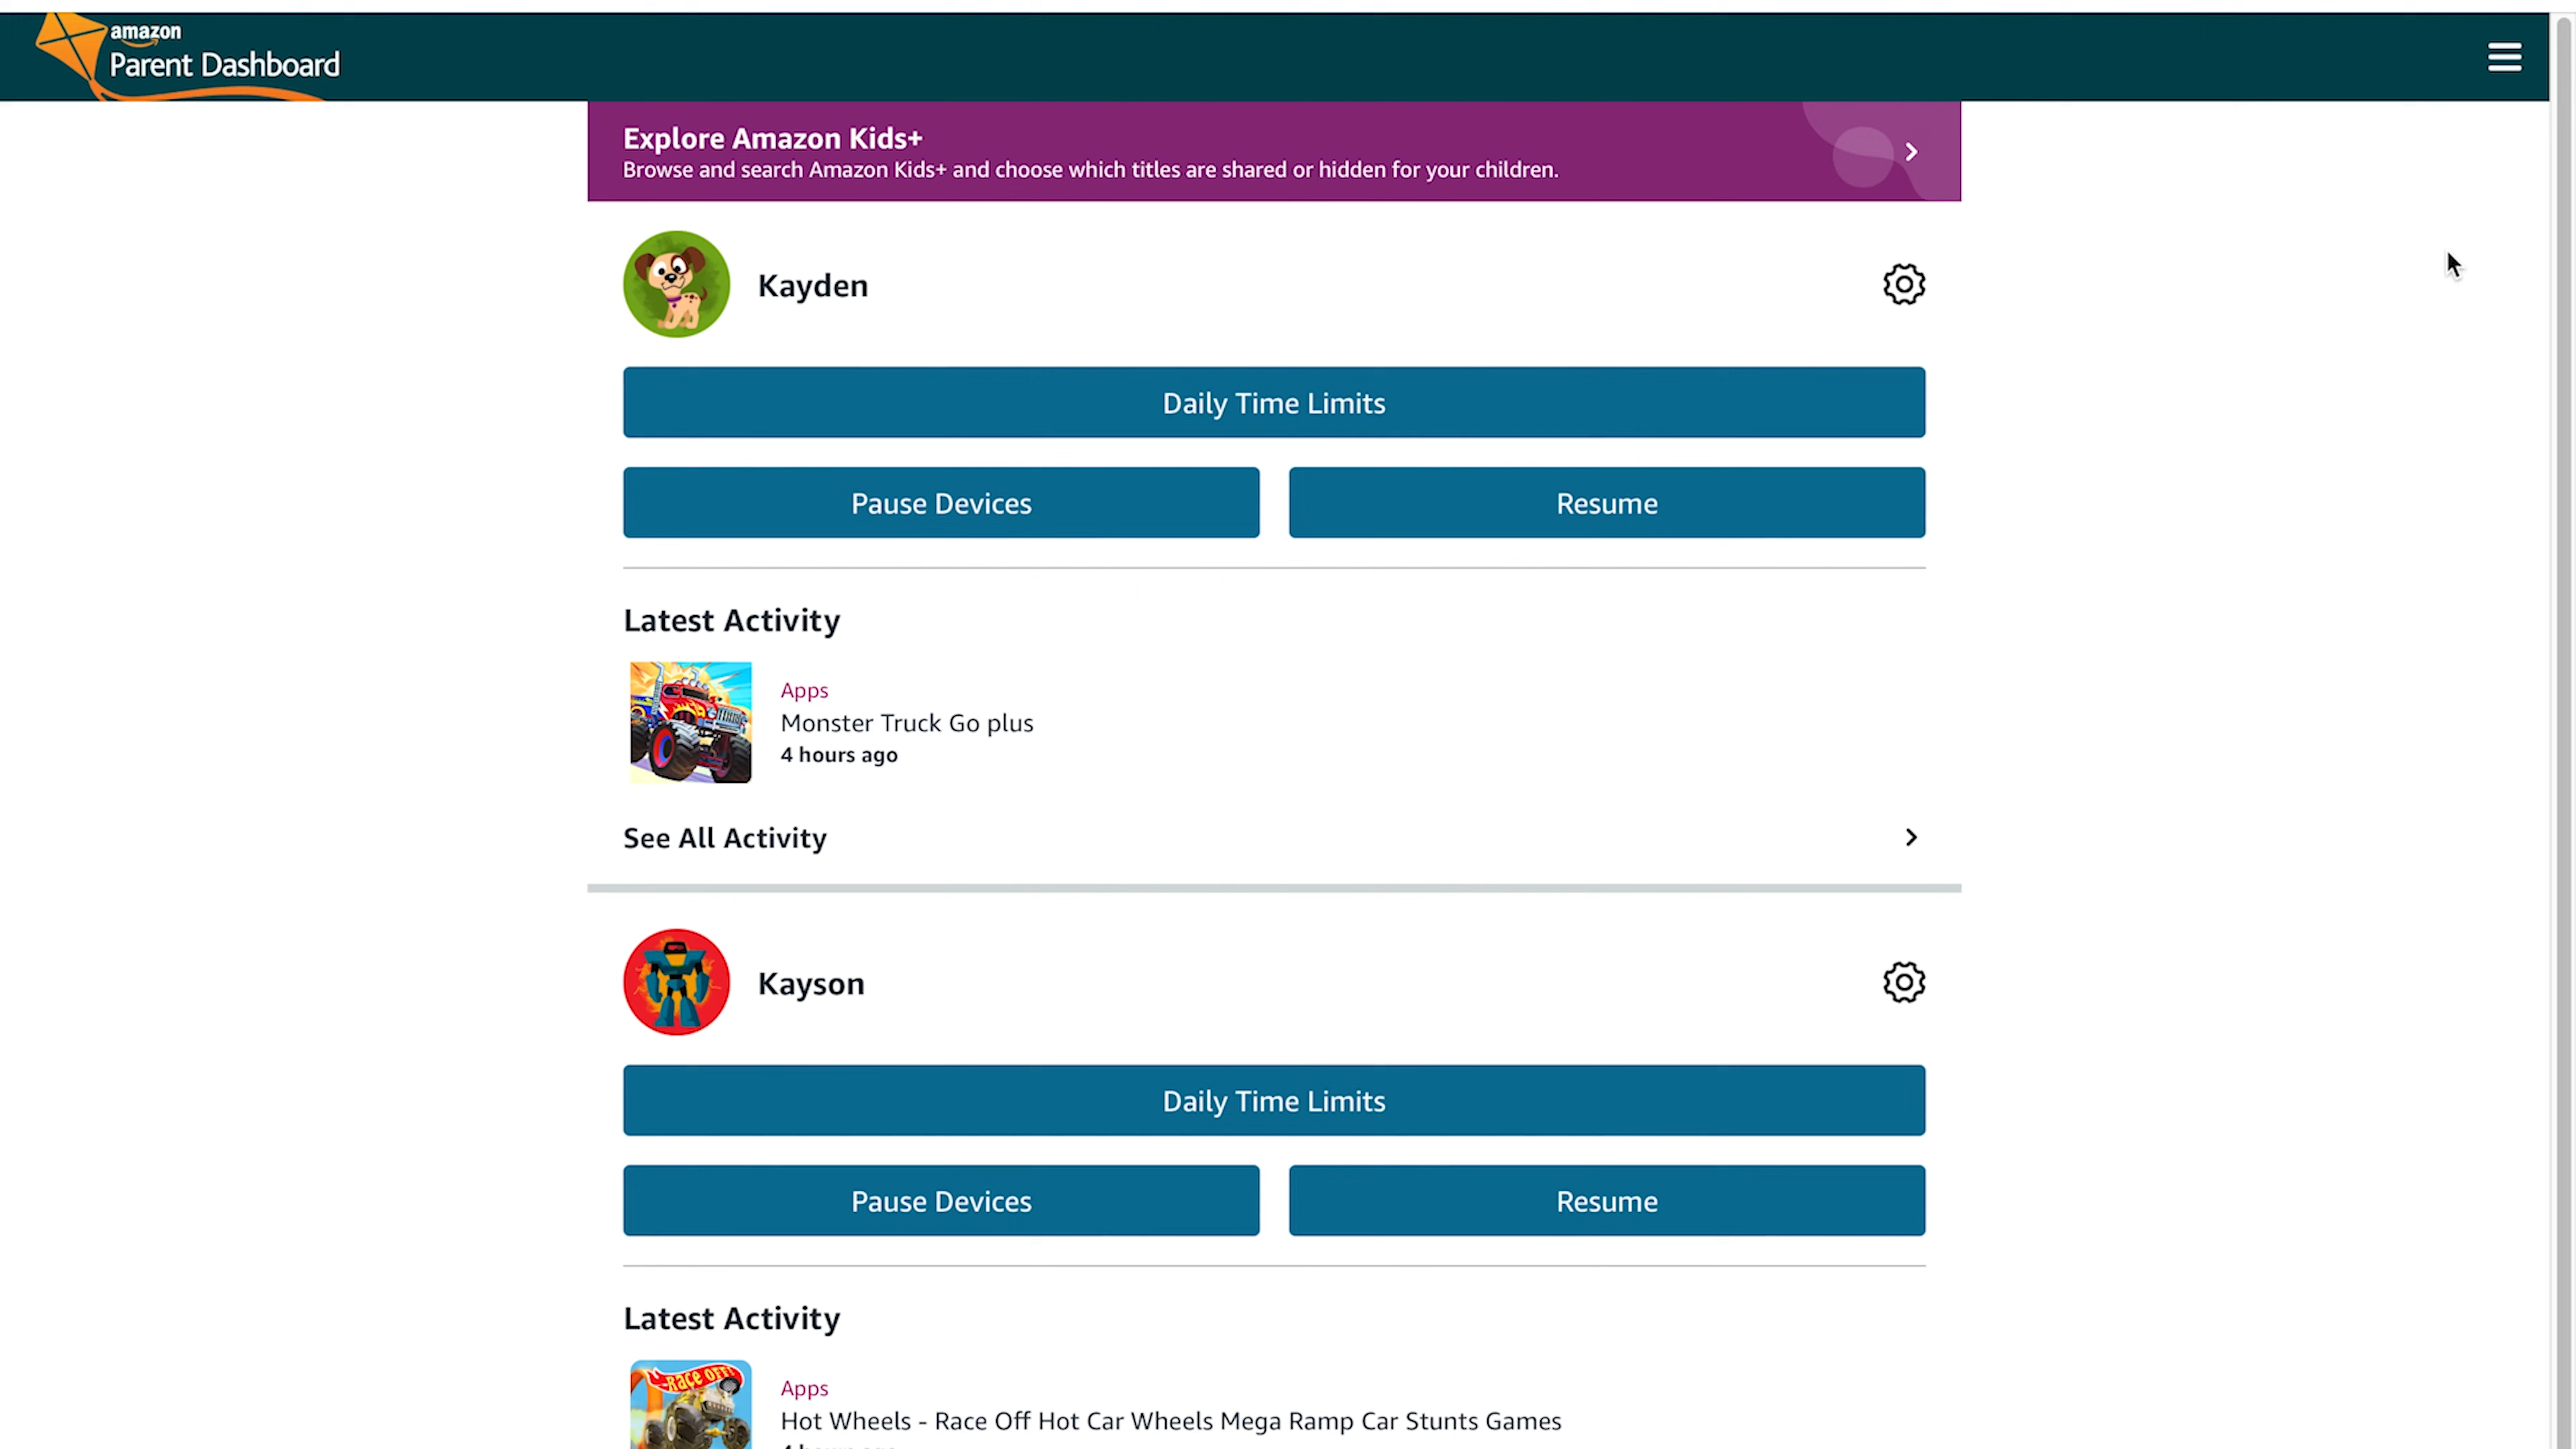 amazon
Parent Dashboard
Explore Amazon Kids+
Browse and search Amazon Kids+ and choose which titles are shared or hidden for your children.
Kayden
Daily Time Limits
Pause Devices
Resume
Latest Activity
Apps
Monster Truck Go plus
4 hours ago
See All Activity
Kayson
Daily Time Limits
Pause Devices
Resume
Latest Activity
RACE OFF!
Apps
Hot Wheels - Race Off Hot Car Wheels Mega Ramp Car Stunts Games